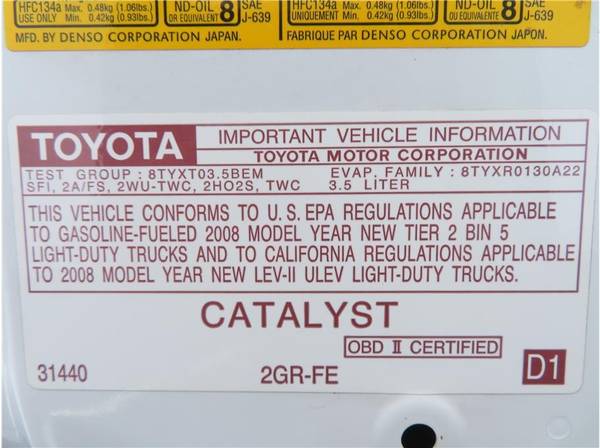 HFC134a Max. 0.48kg (1.06lbs.) ND-OIL 8 SAE
USE ONLY Min. 0.42kg (0.93lbs.) OR EQUIVALENT J-639
MFD. BY DENSO CORPORATION JAPAN.
HFC134a Max. 0.48kg (1.06lbs.) ND-OIL 8 SAE
UNIQUEMENT Min. 0.42kg (0.93lbs.) OU EQUIVALENT J-639
FABRIQUE PAR DENSO CORPORATION JAPON.
TOYOTA IMPORTANT VEHICLE INFORMATION
TOYOTA MOTOR CORPORATION
TEST GROUP : 8TYXT03.5BEM EVAP. FAMILY : 8TYXR0130A22
SFI, 2A/FS, 2WU-TWC, 2HO2S, TWC 3.5 LITER
THIS VEHICLE CONFORMS TO U.S. EPA REGULATIONS APPLICABLE
TO GASOLINE-FUELED 2008 MODEL YEAR NEW TIER 2 BIN 5
LIGHT-DUTY TRUCKS AND TO CALIFORNIA REGULATIONS APPLICABLE
TO 2008 MODEL YEAR NEW LEV-II ULEV LIGHT-DUTY TRUCKS.
CATALYST
OBD II CERTIFIED
31440 2GR-FE D1